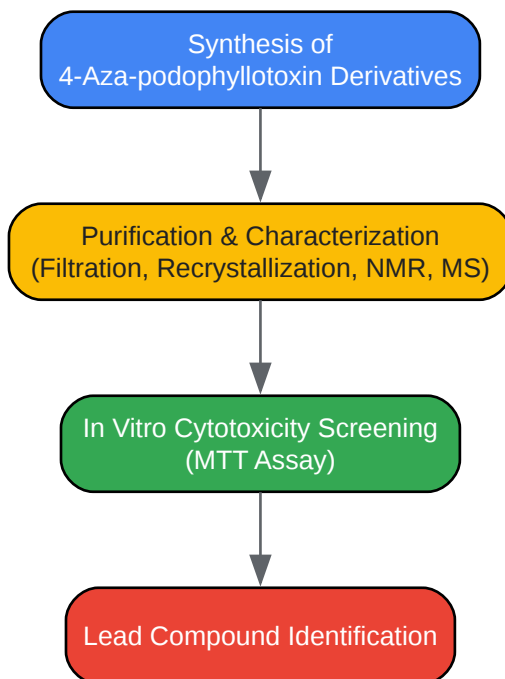 Synthesis of
4-Aza-podophyllotoxin Derivatives
Purification & Characterization
(Filtration, Recrystallization, NMR, MS)
In Vitro Cytotoxicity Screening
(MTT Assay)
Lead Compound Identification